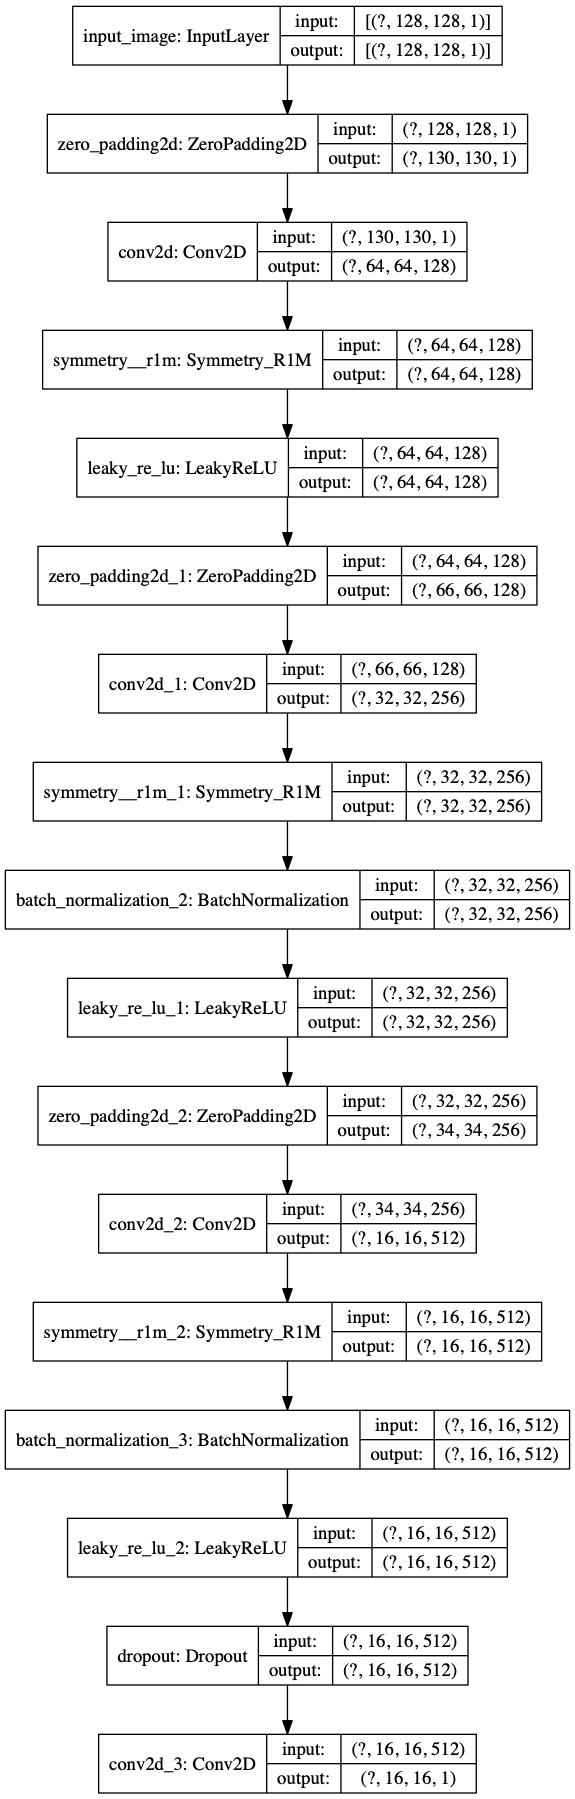 input_image: InputLayer
input: [(?, 128, 128, 1)]
output: [(?, 128, 128, 1)]
zero_padding2d: ZeroPadding2D
input: (?, 128, 128, 1)
output: (?, 130, 130, 1)
conv2d: Conv2D
input: (?, 130, 130, 1)
output: (?, 64, 64, 128)
symmetry__r1m: Symmetry_R1M
input: (?, 64, 64, 128)
output: (?, 64, 64, 128)
leaky_re_lu: LeakyReLU
input: (?, 64, 64, 128)
output: (?, 64, 64, 128)
zero_padding2d_1: ZeroPadding2D
input: (?, 64, 64, 128)
output: (?, 66, 66, 128)
conv2d_1: Conv2D
input: (?, 66, 66, 128)
output: (?, 32, 32, 256)
symmetry__r1m_1: Symmetry_R1M
input: (?, 32, 32, 256)
output: (?, 32, 32, 256)
batch_normalization_2: BatchNormalization
input: (?, 32, 32, 256)
output: (?, 32, 32, 256)
leaky_re_lu_1: LeakyReLU
input: (?, 32, 32, 256)
output: (?, 32, 32, 256)
zero_padding2d_2: ZeroPadding2D
input: (?, 32, 32, 256)
output: (?, 34, 34, 256)
conv2d_2: Conv2D
input: (?, 34, 34, 256)
output: (?, 16, 16, 512)
symmetry__r1m_2: Symmetry_R1M
input: (?, 16, 16, 512)
output: (?, 16, 16, 512)
batch_normalization_3: BatchNormalization
input: (?, 16, 16, 512)
output: (?, 16, 16, 512)
leaky_re_lu_2: LeakyReLU
input: (?, 16, 16, 512)
output: (?, 16, 16, 512)
dropout: Dropout
input: (?, 16, 16, 512)
output: (?, 16, 16, 512)
conv2d_3: Conv2D
input: (?, 16, 16, 512)
output: (?, 16, 16, 1)